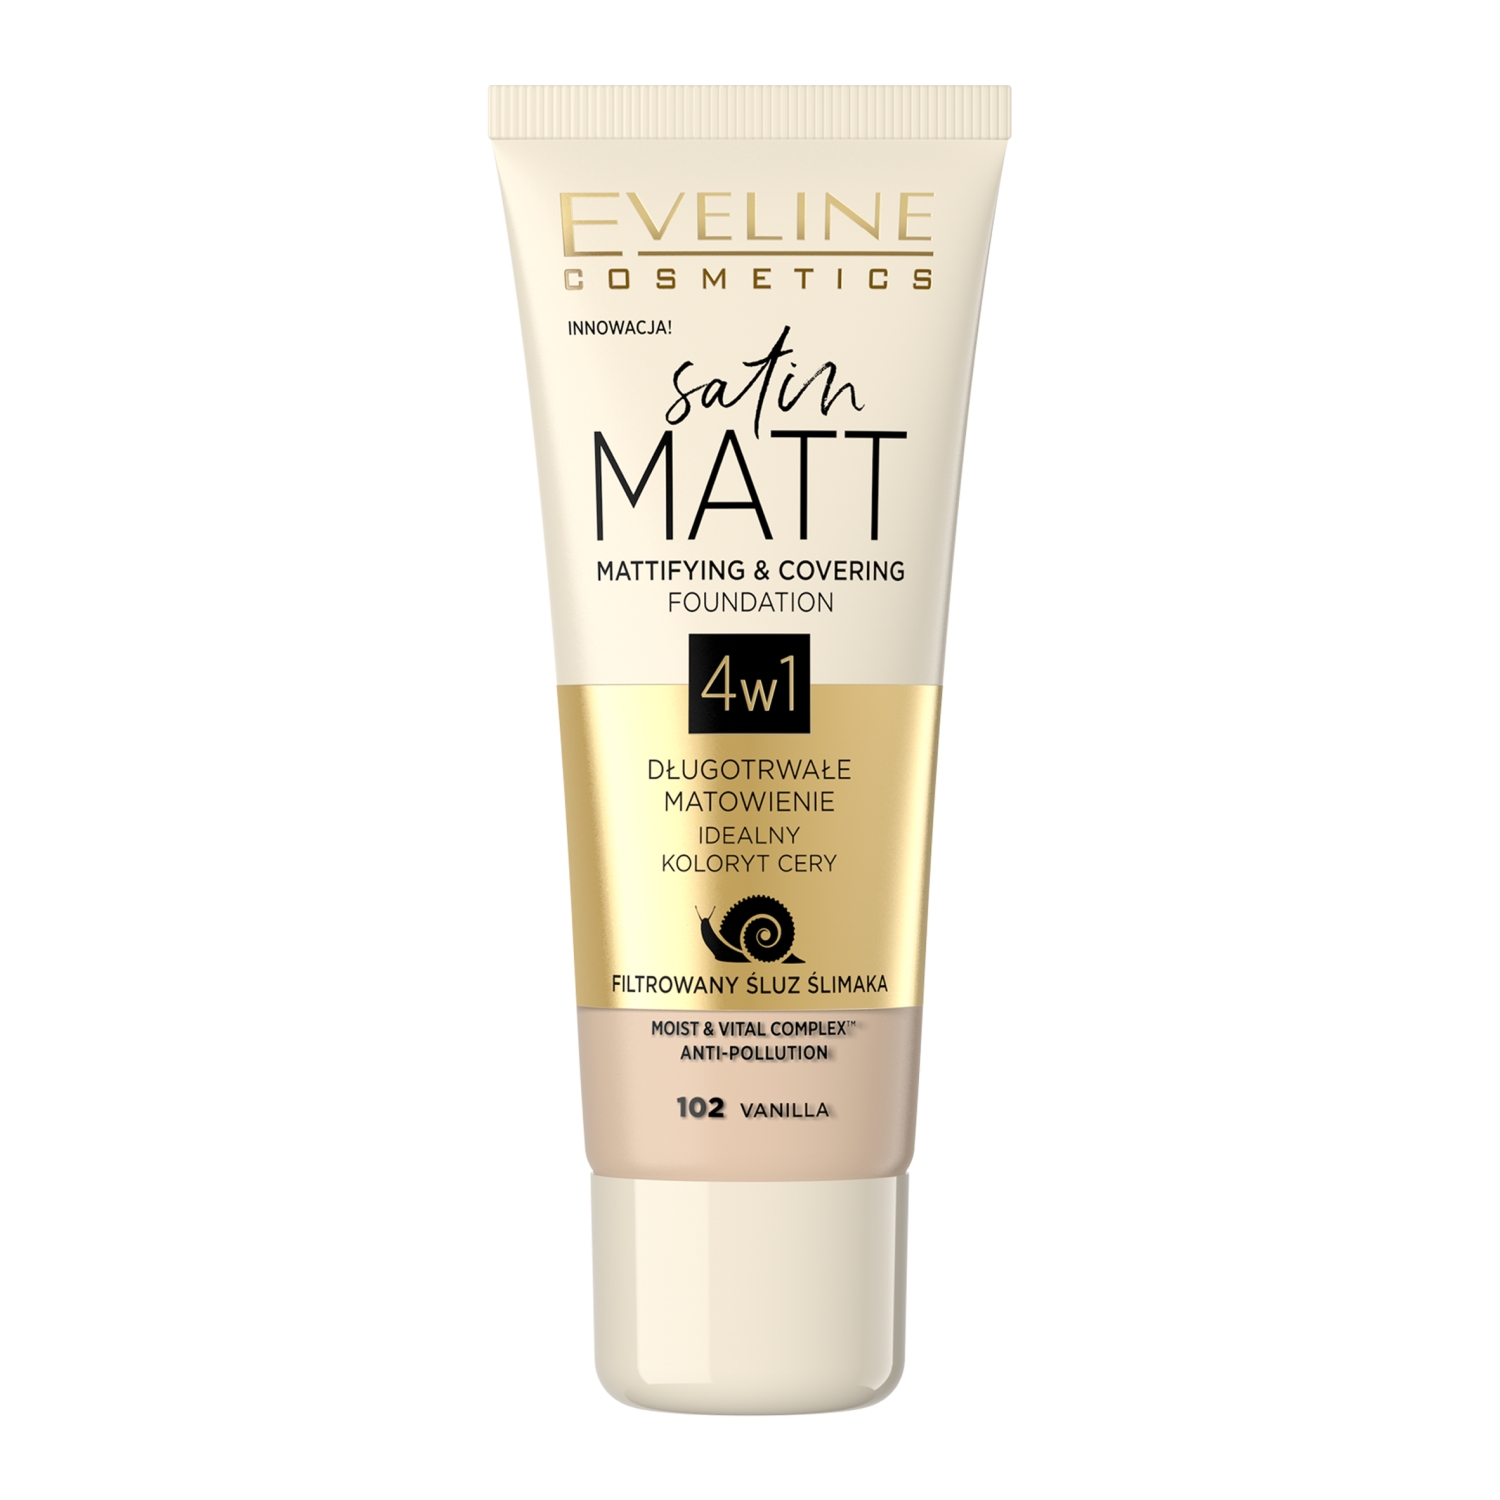 EVELINE
COSMETICS
INNOWACJA!
satin
MATT
MATTIFYING & COVERING
FOUNDATION
4w1
DŁUGOTRWAŁE
MATOWIENIE
IDEALNY
KOLORYT CERY
FILTROWANY ŚLUZ ŚLIMAKA
MOIST & VITAL COMPLEX™
ANTI-POLLUTION
102 VANILLA